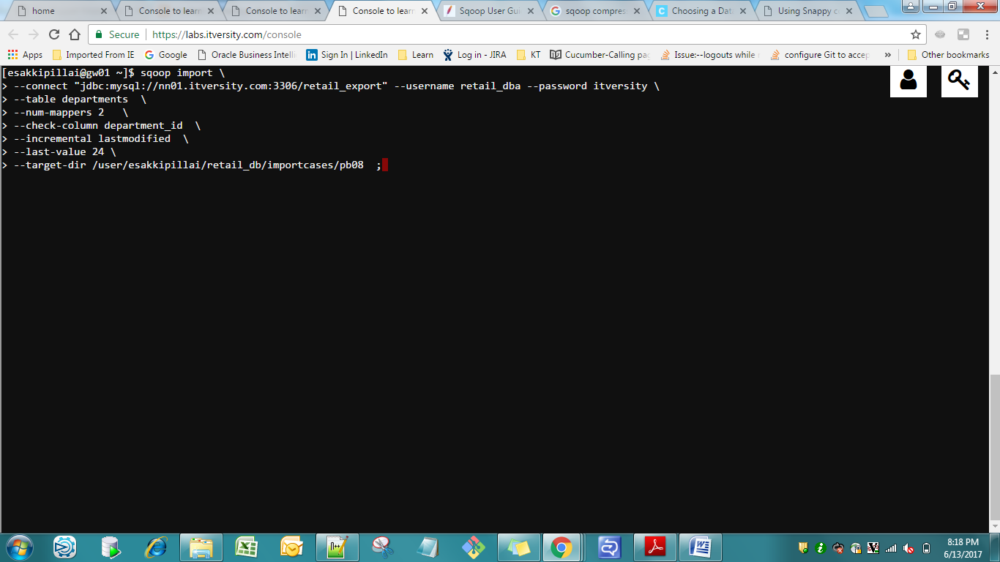 home
Console to learn
Console to learn
Console to learn
Sqoop User Gui
sqoop compres
Choosing a Dat
Using Snappy c
Secure https://labs.itversity.com/console
Apps Imported From IE Google Oracle Business Intelli Sign In | LinkedIn Learn Log in - JIRA KT Cucumber-Calling pag Issue:--logouts while configure Git to accep » Other bookmarks
[esakkipillai@gw01 ~]$ sqoop import \
> --connect "jdbc:mysql://nn01.itversity.com:3306/retail_export" --username retail_dba --password itversity \
> --table departments \
> --num-mappers 2 \
> --check-column department_id \
> --incremental lastmodified \
> --last-value 24 \
> --target-dir /user/esakkipillai/retail_db/importcases/pb08 ;
8:18 PM
6/13/2017